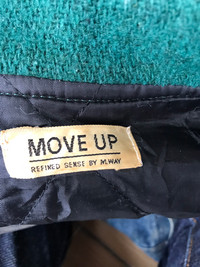 MOVE UP
REFINED SENSE BY M.WAY